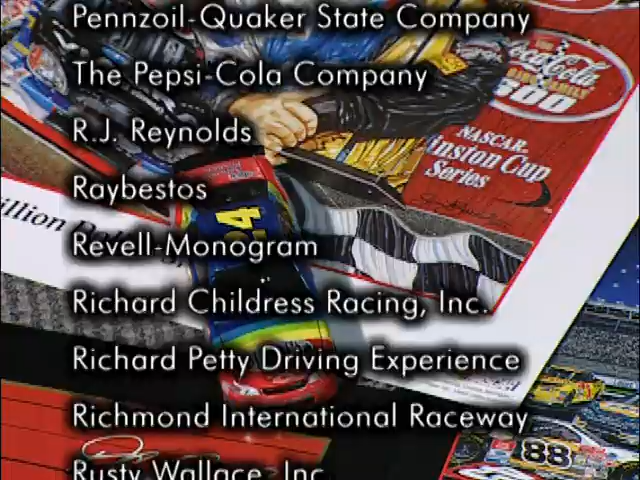 Pennzoil-Quaker State Company
The Pepsi-Cola Company
Coca-Cola
600
R.J. Reynolds
NASCAR
Winston Cup
Series
Raybestos
illion
24
Revell-Monogram
Richard Childress Racing, Inc.
Richard Petty Driving Experience
Richmond International Raceway
88
Rusty Wallace, Inc.